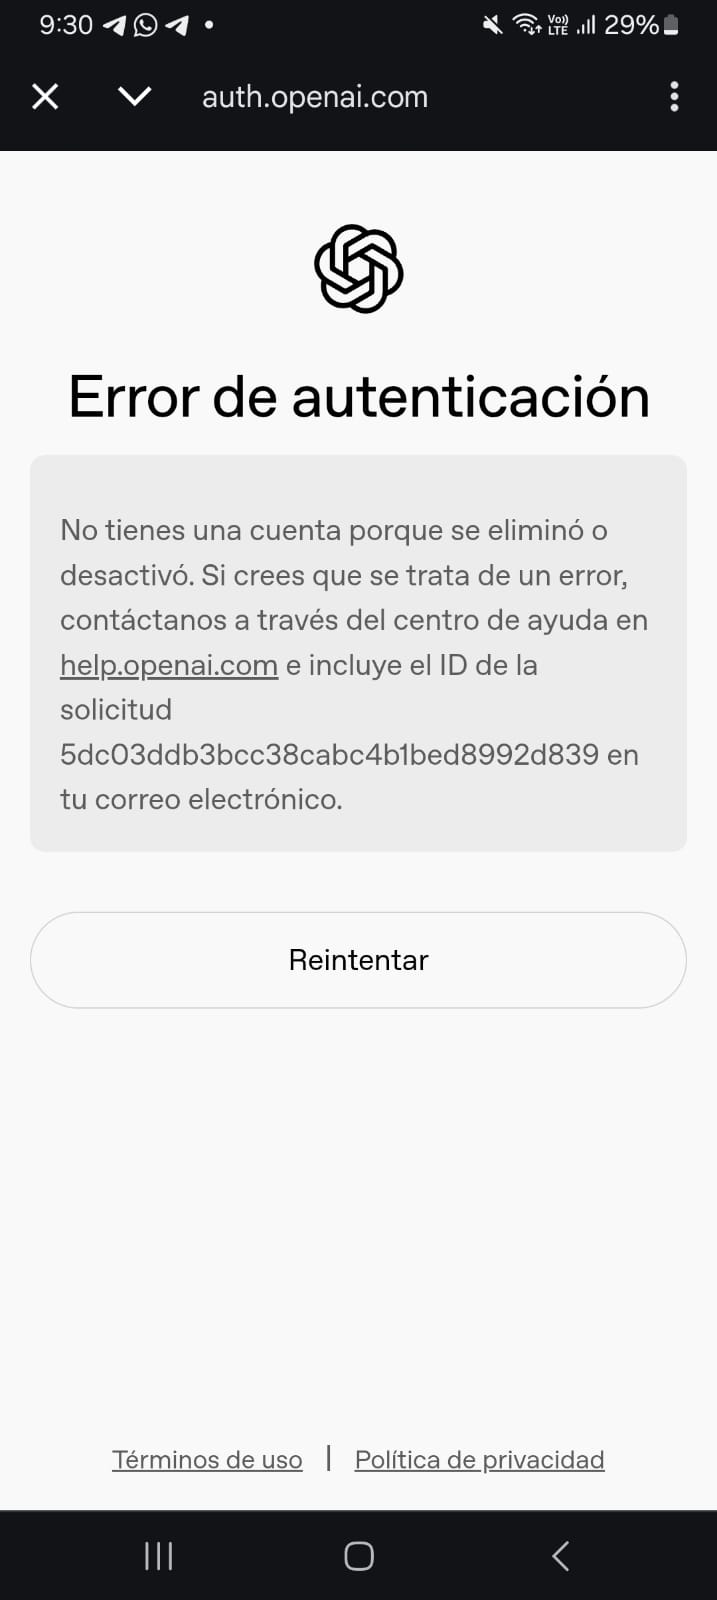 9:30
Vo))
LTE
29%
auth.openai.com
Error de autenticación
No tienes una cuenta porque se eliminó o
desactivó. Si crees que se trata de un error,
contáctanos a través del centro de ayuda en
help.openai.com e incluye el ID de la
solicitud
5dc03ddb3bcc38cabc4b1bed8992d839 en
tu correo electrónico.
Reintentar
Términos de uso | Política de privacidad